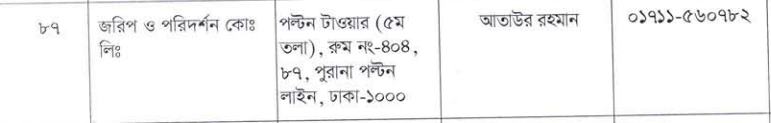 ৮৭ জরিপ ও পরিদর্শন কোঃ লিঃ পল্টন টাওয়ার (৫ম তলা), রুম নং-৪০৪, ৮৭, পুরানা পল্টন লাইন, ঢাকা-১০০০ আতাউর রহমান ০১৭১১-৫৬০৭৮২